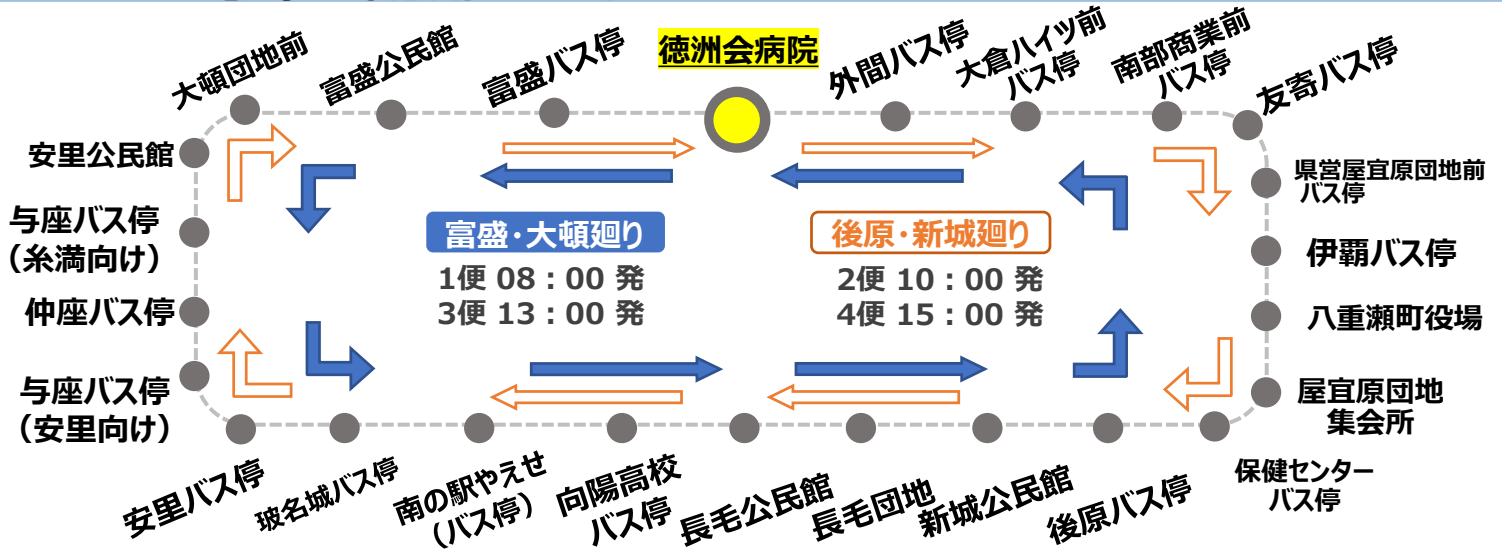 大頓団地前
富盛公民館
富盛バス停
徳洲会病院
外間バス停
大倉ハイツ前
バス停
南部商業前
バス停
友寄バス停
安里公民館
与座バス停
（糸満向け）
仲座バス停
与座バス停
（安里向け）
県営屋宜原団地前
バス停
伊覇バス停
八重瀬町役場
屋宜原団地
集会所
富盛・大頓廻り
1便 08：00 発
3便 13：00 発
後原・新城廻り
2便 10：00 発
4便 15：00 発
安里バス停
玻名城バス停
南の駅やえせ
（バス停）
向陽高校
バス停
長毛公民館
長毛団地
新城公民館
後原バス停
保健センター
バス停